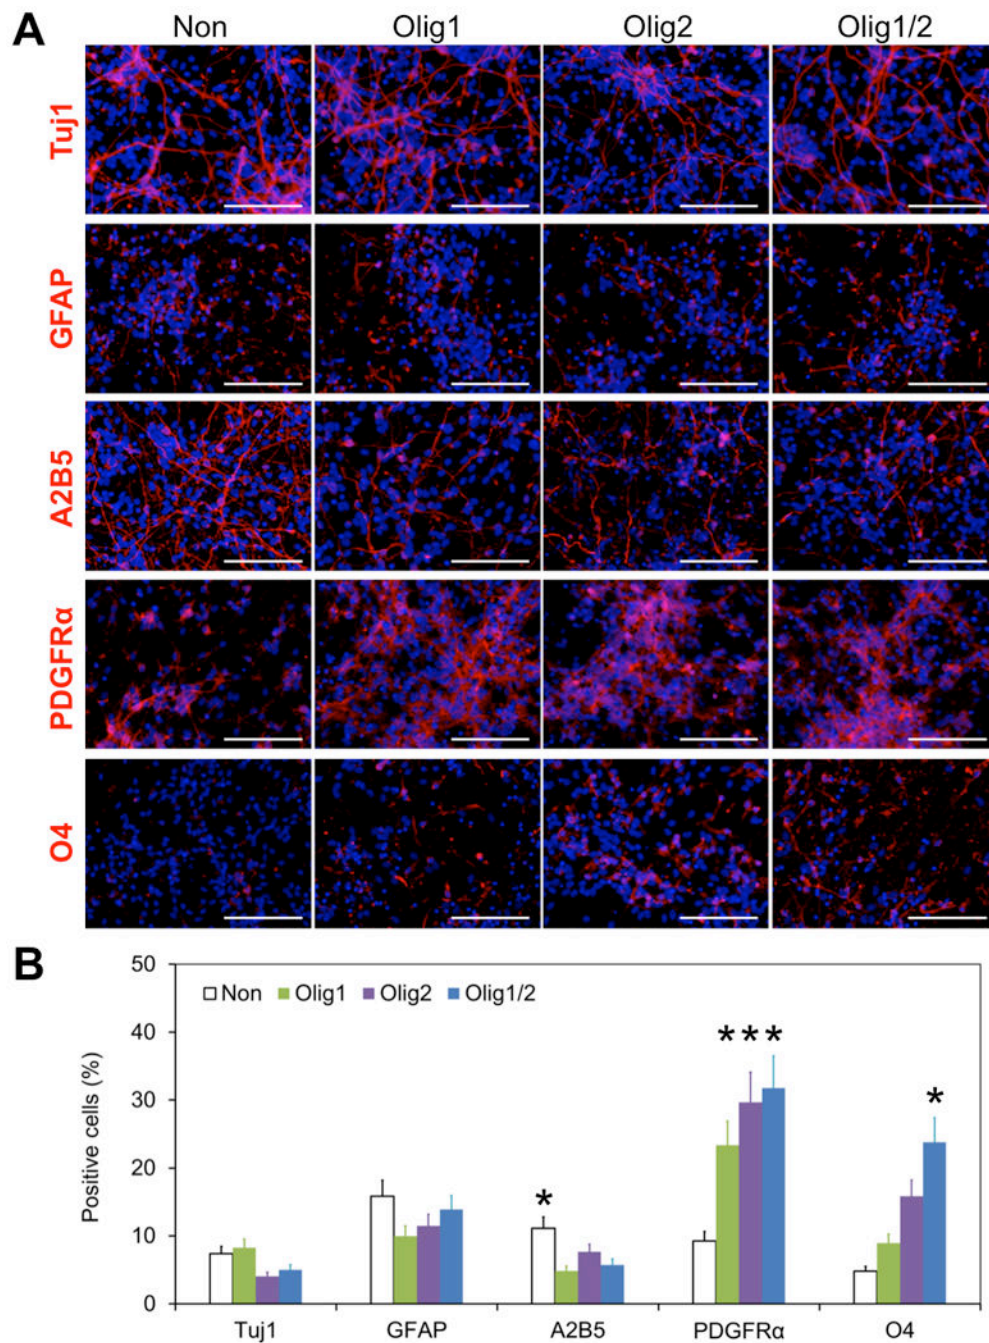 A
Non Olig1 Olig2 Olig1/2
Tuj1
GFAP
A2B5
PDGFRα
O4
B
50
40
30
20
10
0
Positive cells (%)
Non Olig1 Olig2 Olig1/2
*
* * *
*
Tuj1 GFAP A2B5 PDGFRα O4